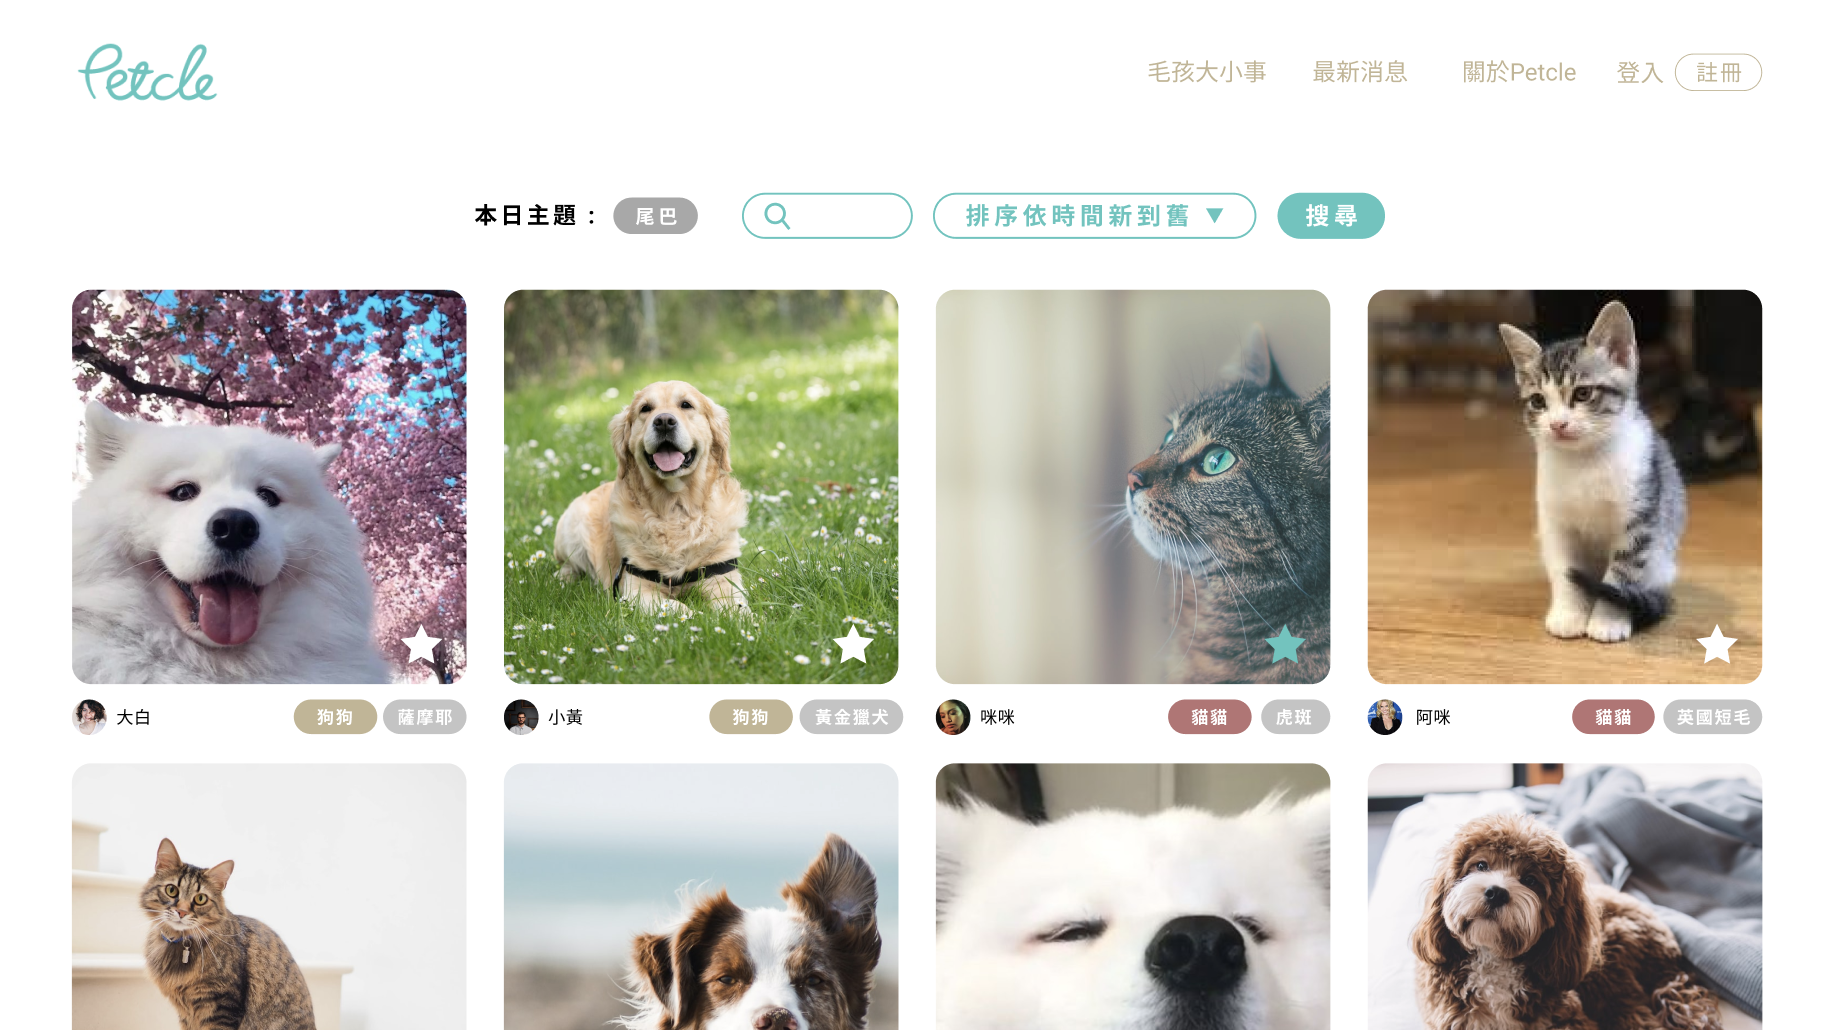 Petcle
毛孩大小事 最新消息 關於Petcle 登入 註冊
本日主題： 尾巴 排序依時間新到舊 ▼ 搜尋
大白 狗狗 薩摩耶
小黃 狗狗 黃金獵犬
咪咪 貓貓 虎斑
阿咪 貓貓 英國短毛